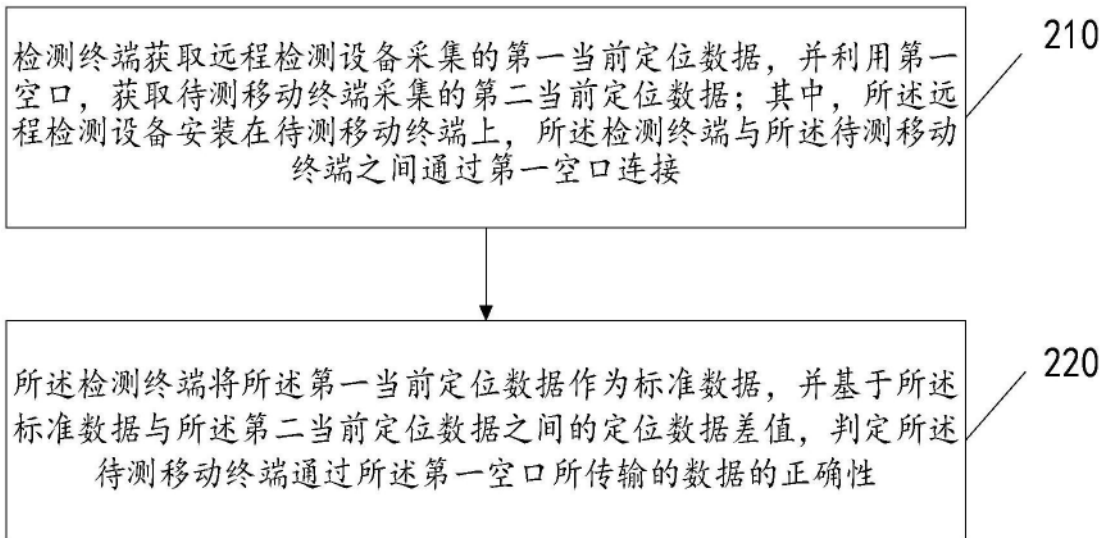 检测终端获取远程检测设备采集的第一当前定位数据，并利用第一
空口，获取待测移动终端采集的第二当前定位数据；其中，所述远
程检测设备安装在待测移动终端上，所述检测终端与所述待测移动
终端之间通过第一空口连接
210
所述检测终端将所述第一当前定位数据作为标准数据，并基于所述
标准数据与所述第二当前定位数据之间的定位数据差值，判定所述
待测移动终端通过所述第一空口所传输的数据的正确性
220